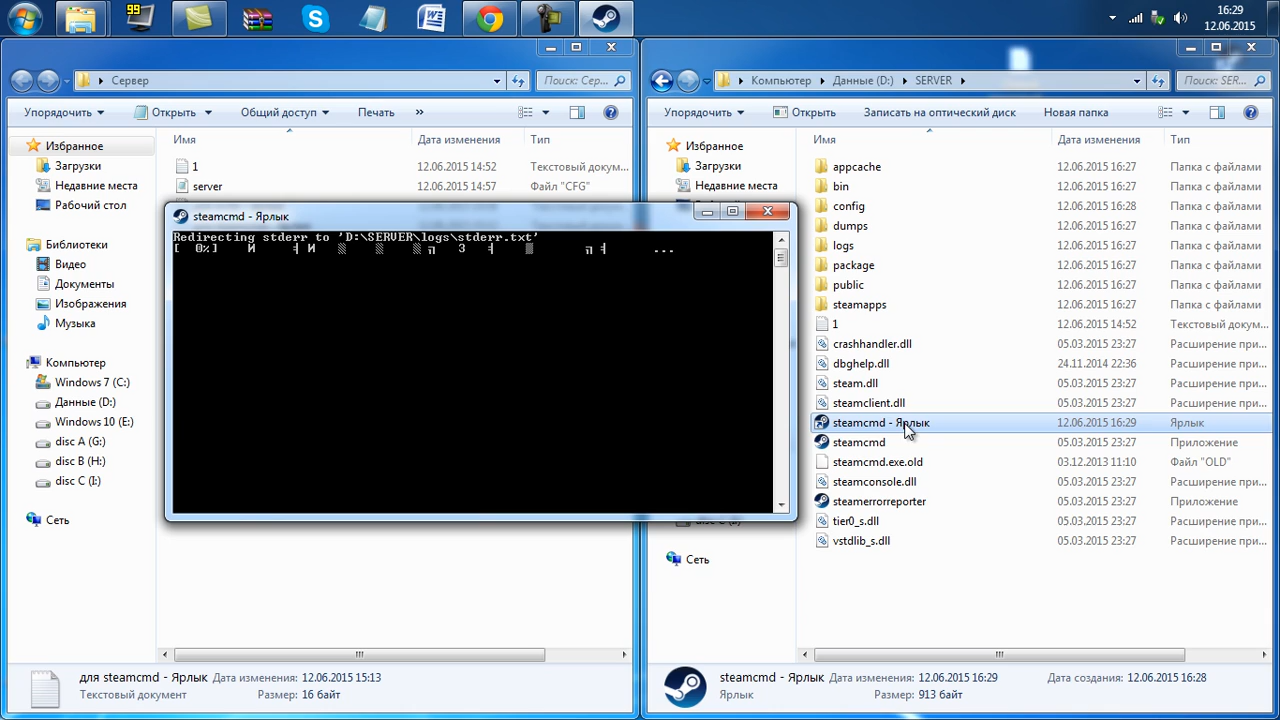 99
16:29
12.06.2015
Сервер
Поиск: Сер...
Упорядочить
Открыть
Общий доступ
Печать
»
Имя
Дата изменения
Тип
Избранное
Загрузки
Недавние места
Рабочий стол
Библиотеки
Видео
Документы
Изображения
Музыка
Компьютер
Windows 7 (C:)
Данные (D:)
Windows 10 (E:)
disc A (G:)
disc B (H:)
disc C (I:)
Сеть
1 12.06.2015 14:52 Текстовый докум...
server 12.06.2015 14:57 Файл "CFG"
steamcmd - Ярлык
Redirecting stderr to 'D:\SERVER\logs\stderr.txt'
[ 0%]
...
для steamcmd - Ярлык Дата изменения: 12.06.2015 15:13
Текстовый документ Размер: 16 байт
Компьютер
Данные (D:)
SERVER
Поиск: SER...
Упорядочить
Открыть
Записать на оптический диск
Новая папка
Имя
Дата изменения
Тип
Избранное
Загрузки
Недавние места
Сеть
appcache 12.06.2015 16:27 Папка с файлами
bin 12.06.2015 16:27 Папка с файлами
config 12.06.2015 16:28 Папка с файлами
dumps 12.06.2015 16:27 Папка с файлами
logs 12.06.2015 16:27 Папка с файлами
package 12.06.2015 16:27 Папка с файлами
public 12.06.2015 16:27 Папка с файлами
steamapps 12.06.2015 16:27 Папка с файлами
1 12.06.2015 14:52 Текстовый докум...
crashhandler.dll 05.03.2015 23:27 Расширение при...
dbghelp.dll 24.11.2014 22:36 Расширение при...
steam.dll 05.03.2015 23:27 Расширение при...
steamclient.dll 05.03.2015 23:27 Расширение при...
steamcmd - Ярлык 12.06.2015 16:29 Ярлык
steamcmd 05.03.2015 23:27 Приложение
steamcmd.exe.old 03.12.2013 11:10 Файл "OLD"
steamconsole.dll 05.03.2015 23:27 Расширение при...
steamerrorreporter 05.03.2015 23:27 Приложение
tier0_s.dll 05.03.2015 23:27 Расширение при...
vstdlib_s.dll 05.03.2015 23:27 Расширение при...
steamcmd - Ярлык Дата изменения: 12.06.2015 16:29 Дата создания: 12.06.2015 16:28
Ярлык Размер: 913 байт